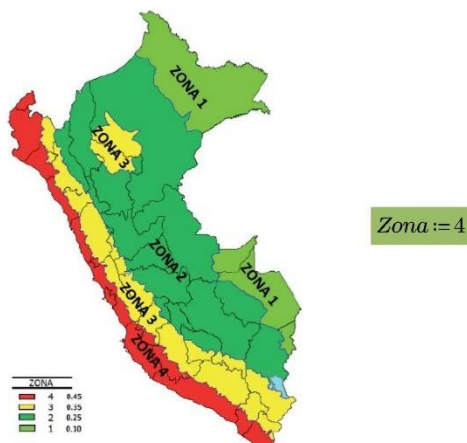 ZONA 1
ZONA 3
Zona:=4
ZONA 2
ZONA 1
ZONA 3
ZONA 4
ZONA
4 0.45
3 0.35
2 0.25
1 0.10